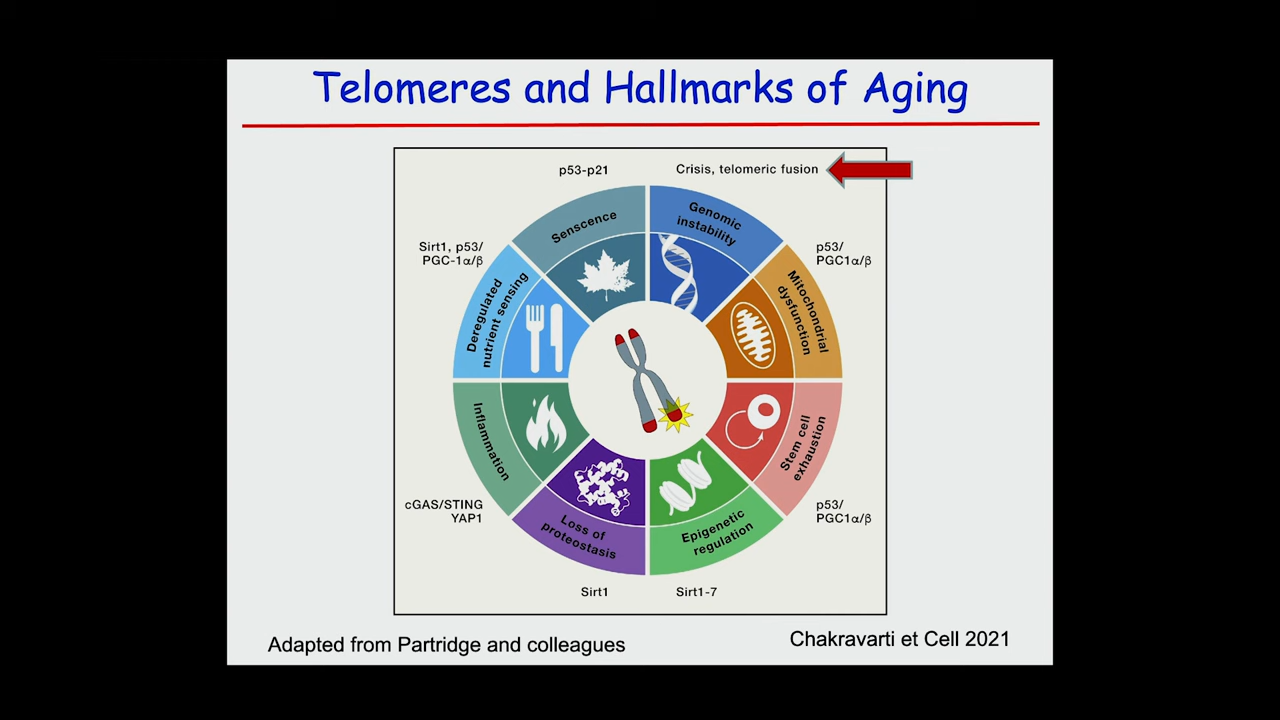 Telomeres and Hallmarks of Aging
p53-p21
Crisis, telomeric fusion
Senscence
Genomic
instability
Sirt1, p53/
PGC-1α/β
p53/
PGC1α/β
Deregulated
nutrient sensing
Mitochondrial
dysfunction
Inflammation
Stem cell
exhaustion
cGAS/STING
YAP1
p53/
PGC1α/β
Loss of
proteostasis
Epigenetic
regulation
Sirt1
Sirt1-7
Adapted from Partridge and colleagues
Chakravarti et Cell 2021